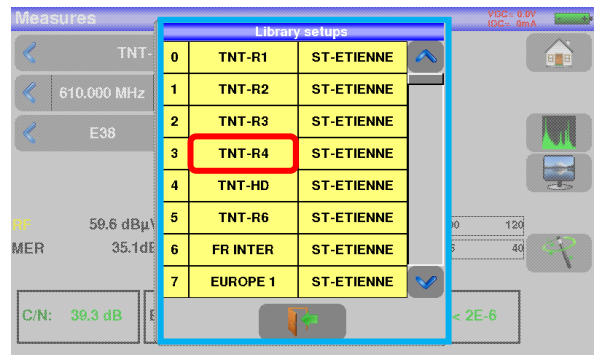 Measures
VDC= 0.0V
IDC= 0mA
Library setups
TNT-
0 TNT-R1 ST-ETIENNE
610.000 MHz
1 TNT-R2 ST-ETIENNE
E38
2 TNT-R3 ST-ETIENNE
3 TNT-R4 ST-ETIENNE
4 TNT-HD ST-ETIENNE
RF 59.6 dBµV
5 TNT-R6 ST-ETIENNE
120
MER 35.1dB
6 FR INTER ST-ETIENNE
40
7 EUROPE 1 ST-ETIENNE
C/N: 39.3 dB
< 2E-6